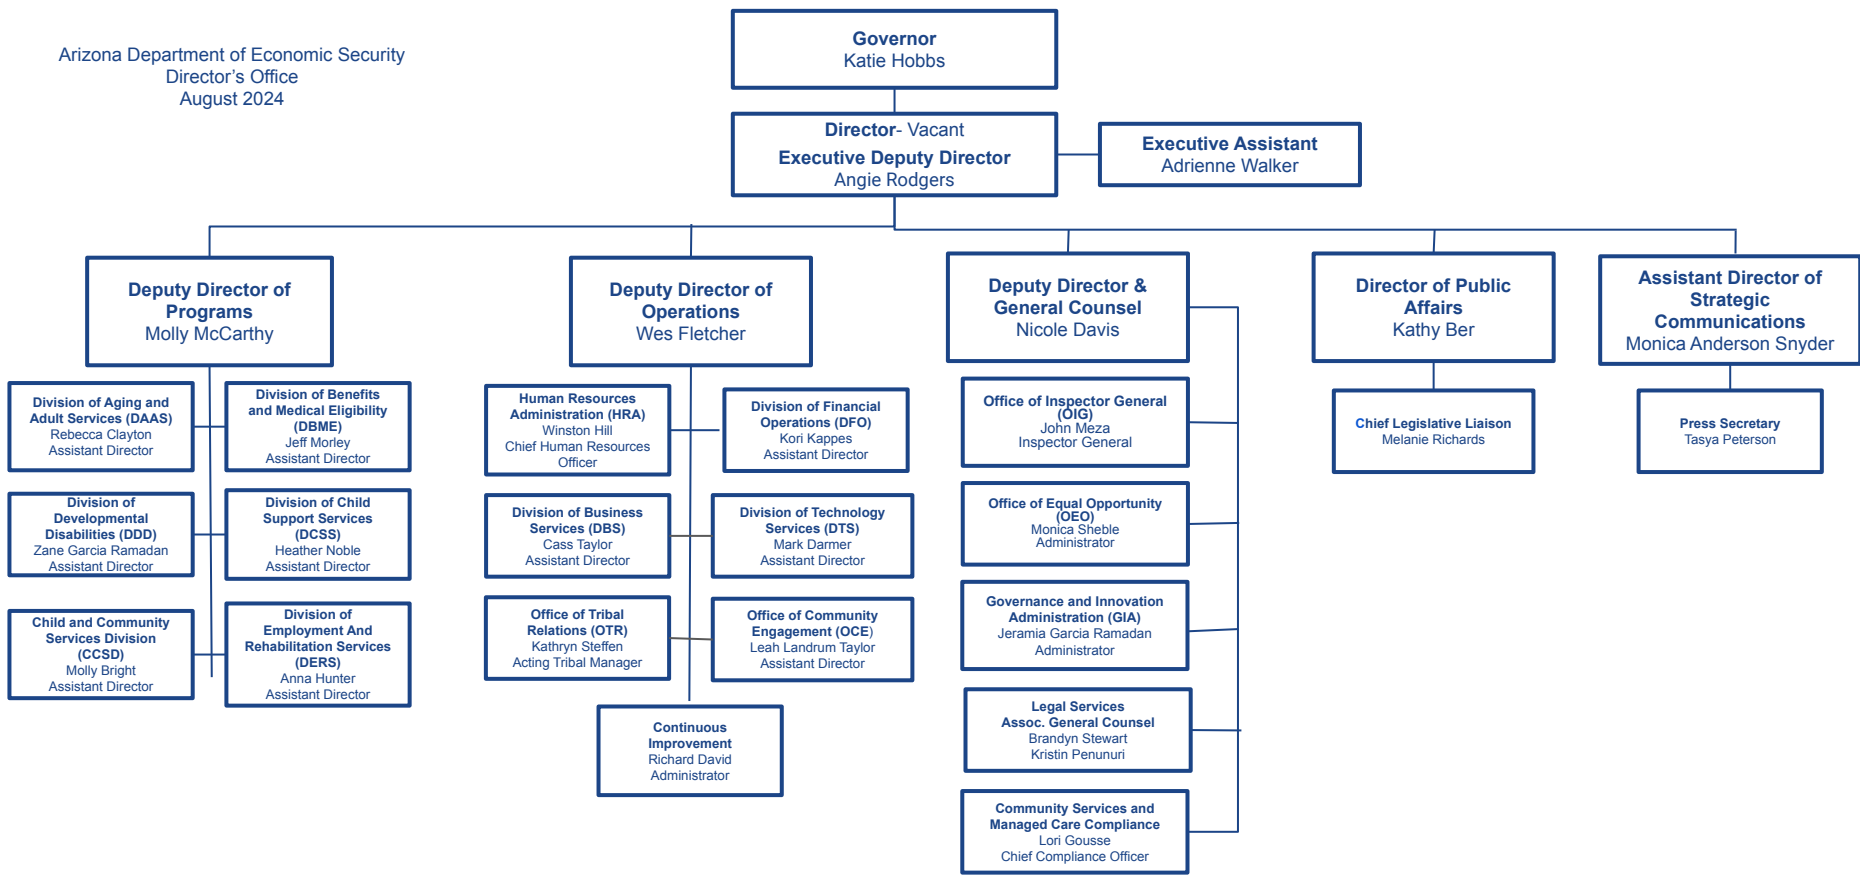 Arizona Department of Economic Security
Director's Office
August 2024
Governor
Katie Hobbs
Director- Vacant
Executive Deputy Director
Angie Rodgers
Executive Assistant
Adrienne Walker
Deputy Director of
Programs
Molly McCarthy
Deputy Director of
Operations
Wes Fletcher
Deputy Director &
General Counsel
Nicole Davis
Director of Public
Affairs
Kathy Ber
Assistant Director of
Strategic
Communications
Monica Anderson Snyder
Division of Aging and
Adult Services (DAAS)
Rebecca Clayton
Assistant Director
Division of Benefits
and Medical Eligibility
(DBME)
Jeff Morley
Assistant Director
Division of
Developmental
Disabilities (DDD)
Zane Garcia Ramadan
Assistant Director
Division of Child
Support Services
(DCSS)
Heather Noble
Assistant Director
Child and Community
Services Division
(CCSD)
Molly Bright
Assistant Director
Division of
Employment And
Rehabilitation Services
(DERS)
Anna Hunter
Assistant Director
Human Resources
Administration (HRA)
Winston Hill
Chief Human Resources
Officer
Division of Financial
Operations (DFO)
Kori Kappes
Assistant Director
Division of Business
Services (DBS)
Cass Taylor
Assistant Director
Division of Technology
Services (DTS)
Mark Darmer
Assistant Director
Office of Tribal
Relations (OTR)
Kathryn Steffen
Acting Tribal Manager
Office of Community
Engagement (OCE)
Leah Landrum Taylor
Assistant Director
Continuous
Improvement
Richard David
Administrator
Office of Inspector General
(OIG)
John Meza
Inspector General
Office of Equal Opportunity
(OEO)
Monica Sheble
Administrator
Governance and Innovation
Administration (GIA)
Jeramia Garcia Ramadan
Administrator
Legal Services
Assoc. General Counsel
Brandyn Stewart
Kristin Penunuri
Community Services and
Managed Care Compliance
Lori Gousse
Chief Compliance Officer
Chief Legislative Liaison
Melanie Richards
Press Secretary
Tasya Peterson